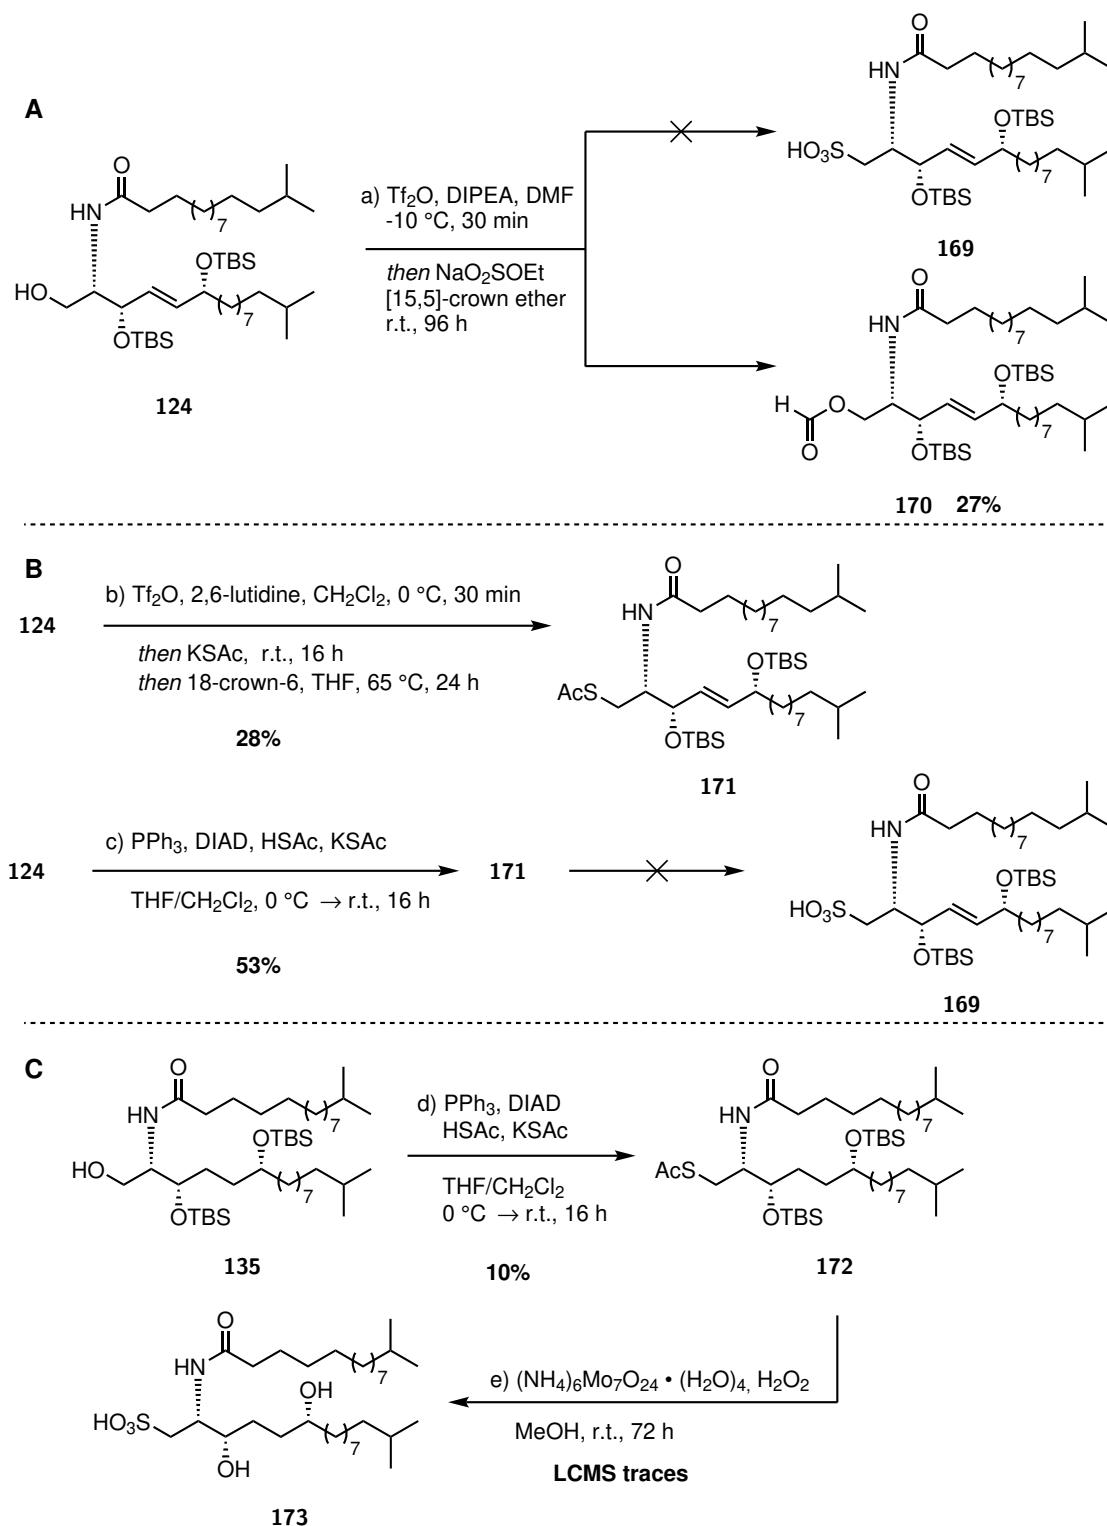 A
O
HN
7
OTBS
HO
7
OTBS
124
a) Tf₂O, DIPEA, DMF
-10 °C, 30 min
then NaO₂SOEt
[15,5]-crown ether
r.t., 96 h
O
HN
7
OTBS
HO₃S
7
OTBS
169
O
HN
7
OTBS
H
O
7
O
OTBS
170 27%
B
124
b) Tf₂O, 2,6-lutidine, CH₂Cl₂, 0 °C, 30 min
then KSAc, r.t., 16 h
then 18-crown-6, THF, 65 °C, 24 h
28%
O
HN
7
OTBS
AcS
7
OTBS
171
124
c) PPh₃, DIAD, HSAc, KSAc
THF/CH₂Cl₂, 0 °C → r.t., 16 h
53%
171
O
HN
7
OTBS
HO₃S
7
OTBS
169
C
O
HN
7
OTBS
HO
7
OTBS
135
d) PPh₃, DIAD
HSAc, KSAc
THF/CH₂Cl₂
0 °C → r.t., 16 h
10%
O
HN
7
OTBS
AcS
7
OTBS
172
e) (NH₄)₆Mo₇O₂₄ • (H₂O)₄, H₂O₂
MeOH, r.t., 72 h
LCMS traces
O
HN
7
OH
HO₃S
7
OH
173